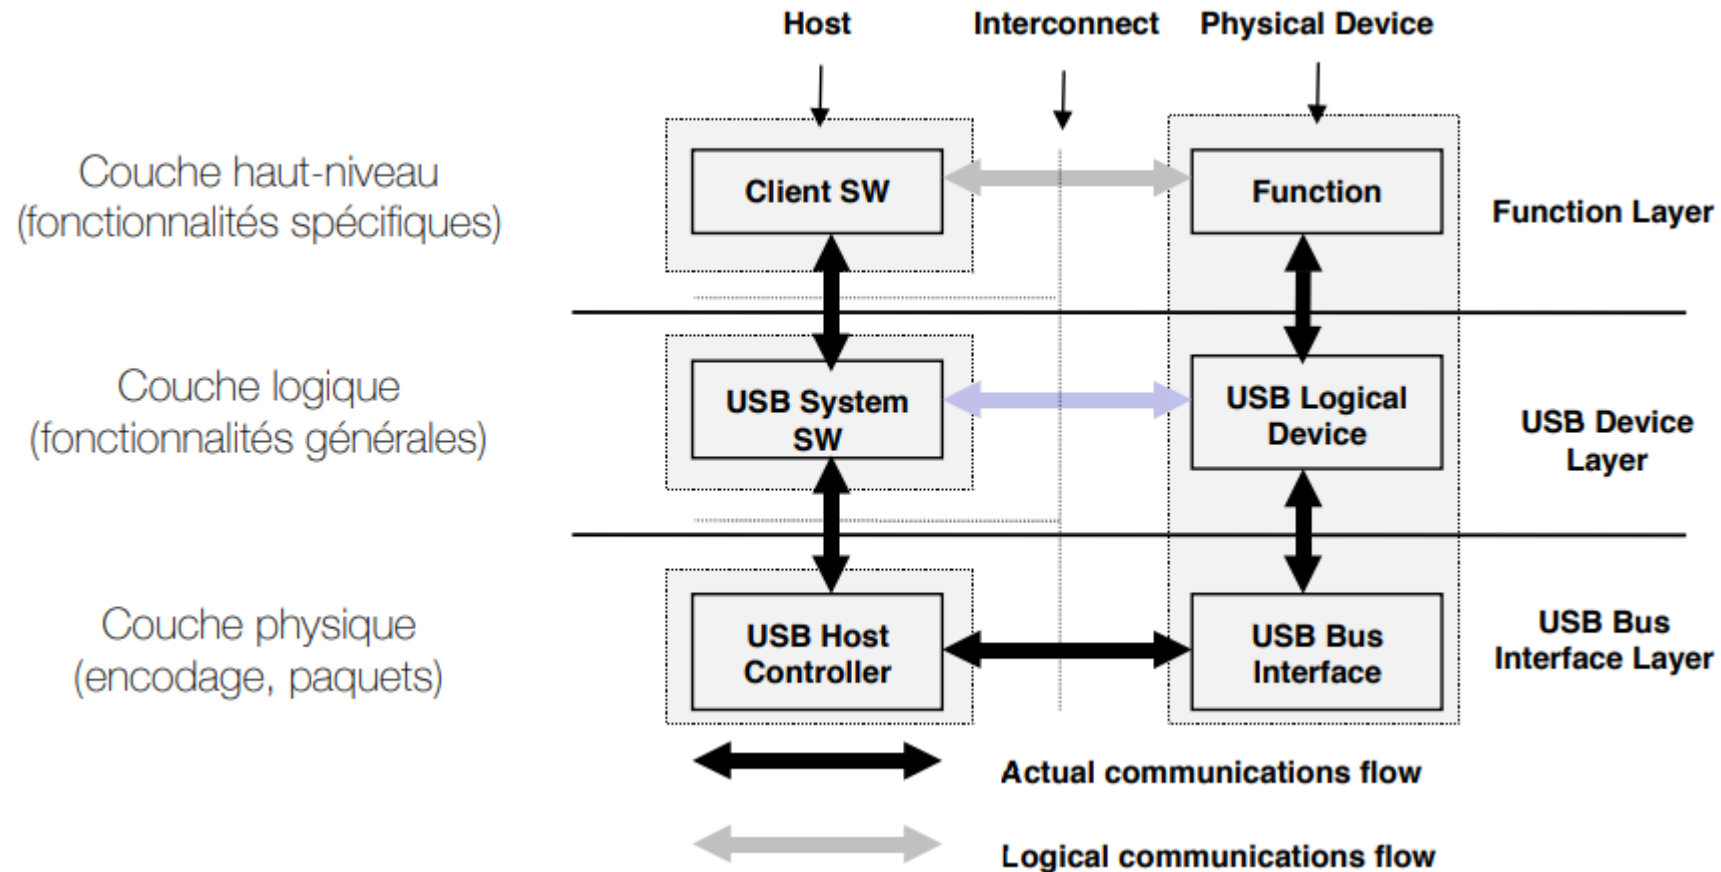 Host
Interconnect
Physical Device
Couche haut-niveau
(fonctionnalités spécifiques)
Client SW
Function
Function Layer
Couche logique
(fonctionnalités générales)
USB System
SW
USB Logical
Device
USB Device
Layer
Couche physique
(encodage, paquets)
USB Host
Controller
USB Bus
Interface
USB Bus
Interface Layer
Actual communications flow
Logical communications flow